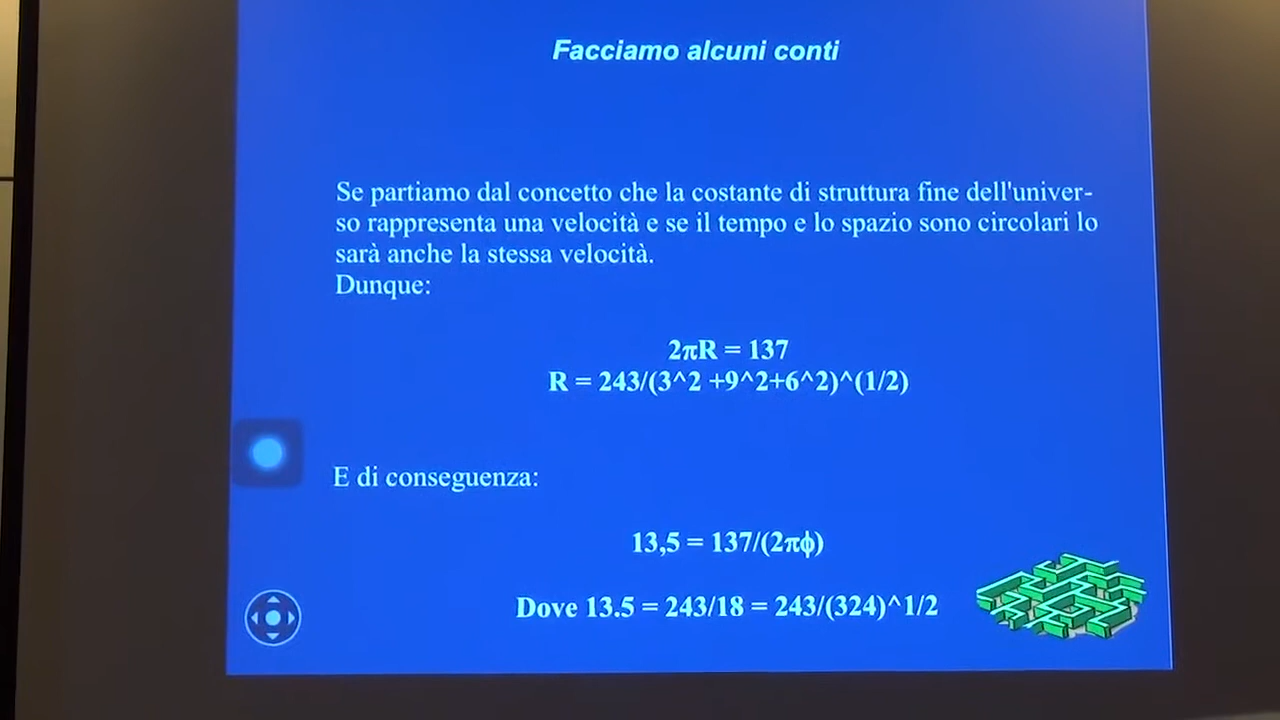 Facciamo alcuni conti
Se partiamo dal concetto che la costante di struttura fine dell'univer-
so rappresenta una velocità e se il tempo e lo spazio sono circolari lo
sarà anche la stessa velocità.
Dunque:
2πR = 137
R = 243/(3^2 +9^2+6^2)^(1/2)
E di conseguenza:
13,5 = 137/(2πϕ)
Dove 13.5 = 243/18 = 243/(324)^1/2